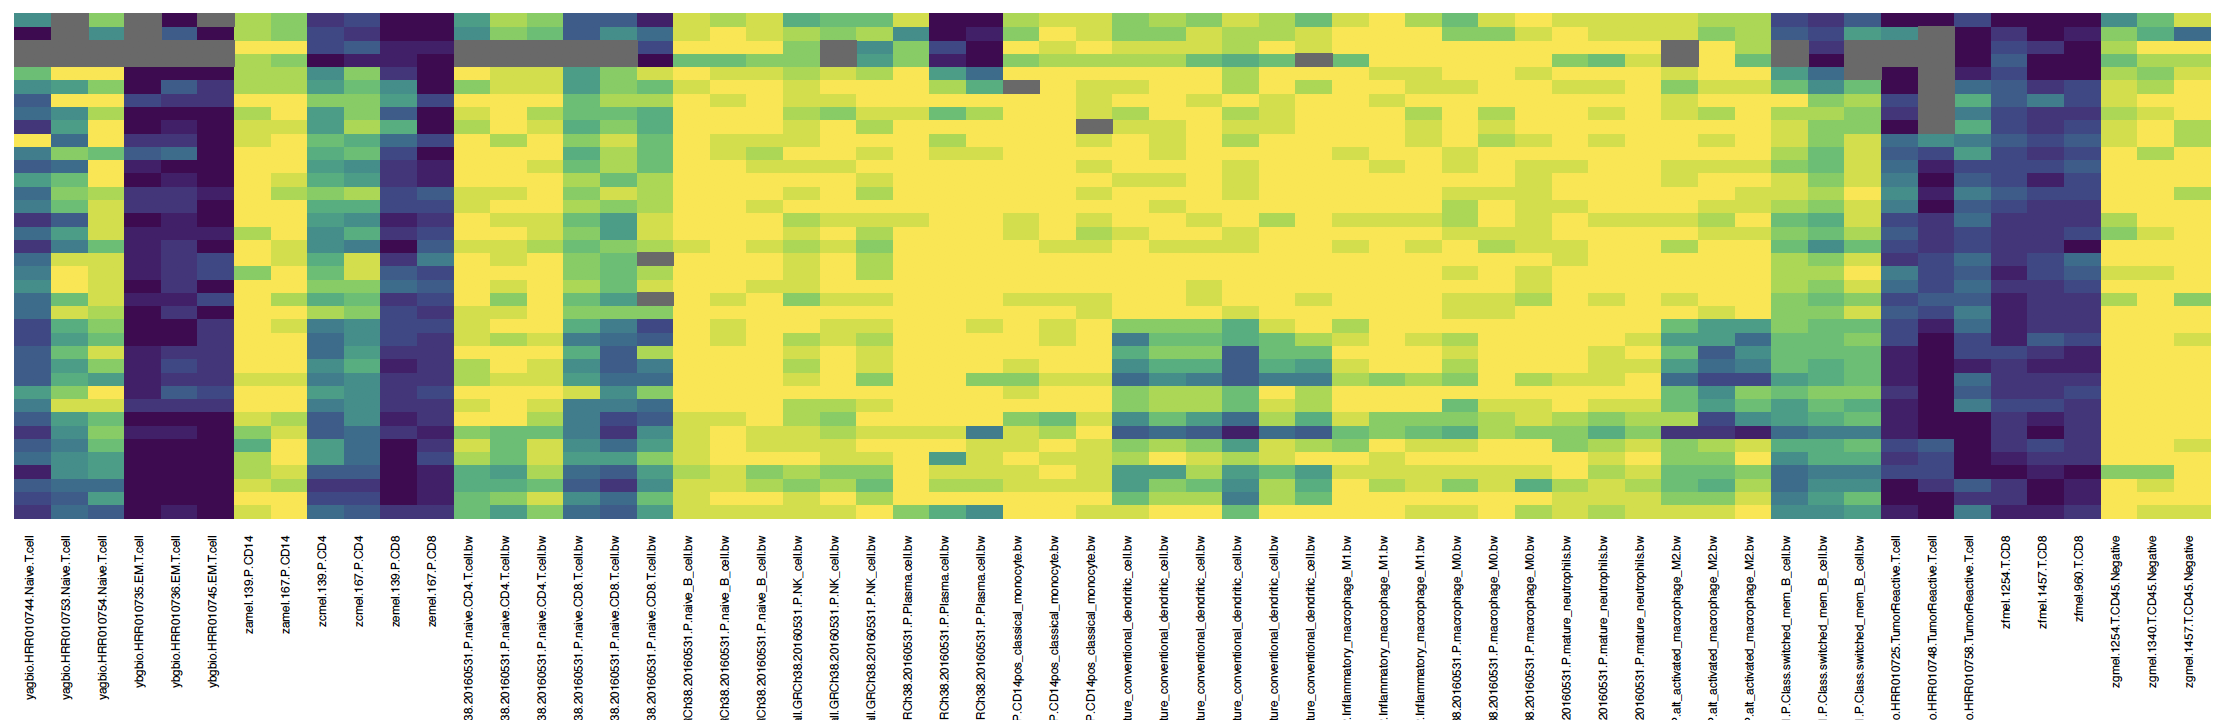 yagbio.HRR010744.Naive.T.cell
yagbio.HRR010753.Naive.T.cell
yagbio.HRR010754.Naive.T.cell
ybgbio.HRR010735.EM.T.cell
ybgbio.HRR010736.EM.T.cell
ybgbio.HRR010745.EM.T.cell
zamel.139.P.CD14
zamel.167.P.CD14
zcmel.139.P.CD4
zcmel.167.P.CD4
zemel.139.P.CD8
zemel.167.P.CD8
38.20160531.P.naive.CD4.T.cell.bw
38.20160531.P.naive.CD4.T.cell.bw
38.20160531.P.naive.CD4.T.cell.bw
38.20160531.P.naive.CD8.T.cell.bw
38.20160531.P.naive.CD8.T.cell.bw
38.20160531.P.naive.CD8.T.cell.bw
Ch38.20160531.P.naive_B_cell.bw
Ch38.20160531.P.naive_B_cell.bw
Ch38.20160531.P.naive_B_cell.bw
all.GRCh38.20160531.P.NK_cell.bw
all.GRCh38.20160531.P.NK_cell.bw
all.GRCh38.20160531.P.NK_cell.bw
RCh38.20160531.P.Plasma.cell.bw
RCh38.20160531.P.Plasma.cell.bw
RCh38.20160531.P.Plasma.cell.bw
P.CD14pos_classical_monocyte.bw
P.CD14pos_classical_monocyte.bw
P.CD14pos_classical_monocyte.bw
ture_conventional_dendritic_cell.bw
ture_conventional_dendritic_cell.bw
ture_conventional_dendritic_cell.bw
ture_conventional_dendritic_cell.bw
ture_conventional_dendritic_cell.bw
ture_conventional_dendritic_cell.bw
.Inflammatory_macrophage_M1.bw
.Inflammatory_macrophage_M1.bw
.Inflammatory_macrophage_M1.bw
38.20160531.P.macrophage_M0.bw
38.20160531.P.macrophage_M0.bw
38.20160531.P.macrophage_M0.bw
20160531.P.mature_neutrophils.bw
20160531.P.mature_neutrophils.bw
20160531.P.mature_neutrophils.bw
P.alt_activated_macrophage_M2.bw
P.alt_activated_macrophage_M2.bw
P.alt_activated_macrophage_M2.bw
.P.Class.switched_mem_B_cell.bw
.P.Class.switched_mem_B_cell.bw
.P.Class.switched_mem_B_cell.bw
o.HRR010725.TumorReactive.T.cell
o.HRR010748.TumorReactive.T.cell
o.HRR010758.TumorReactive.T.cell
zfmel.1254.T.CD8
zfmel.1457.T.CD8
zfmel.960.T.CD8
zgmel.1254.T.CD45.Negative
zgmel.1340.T.CD45.Negative
zgmel.1457.T.CD45.Negative